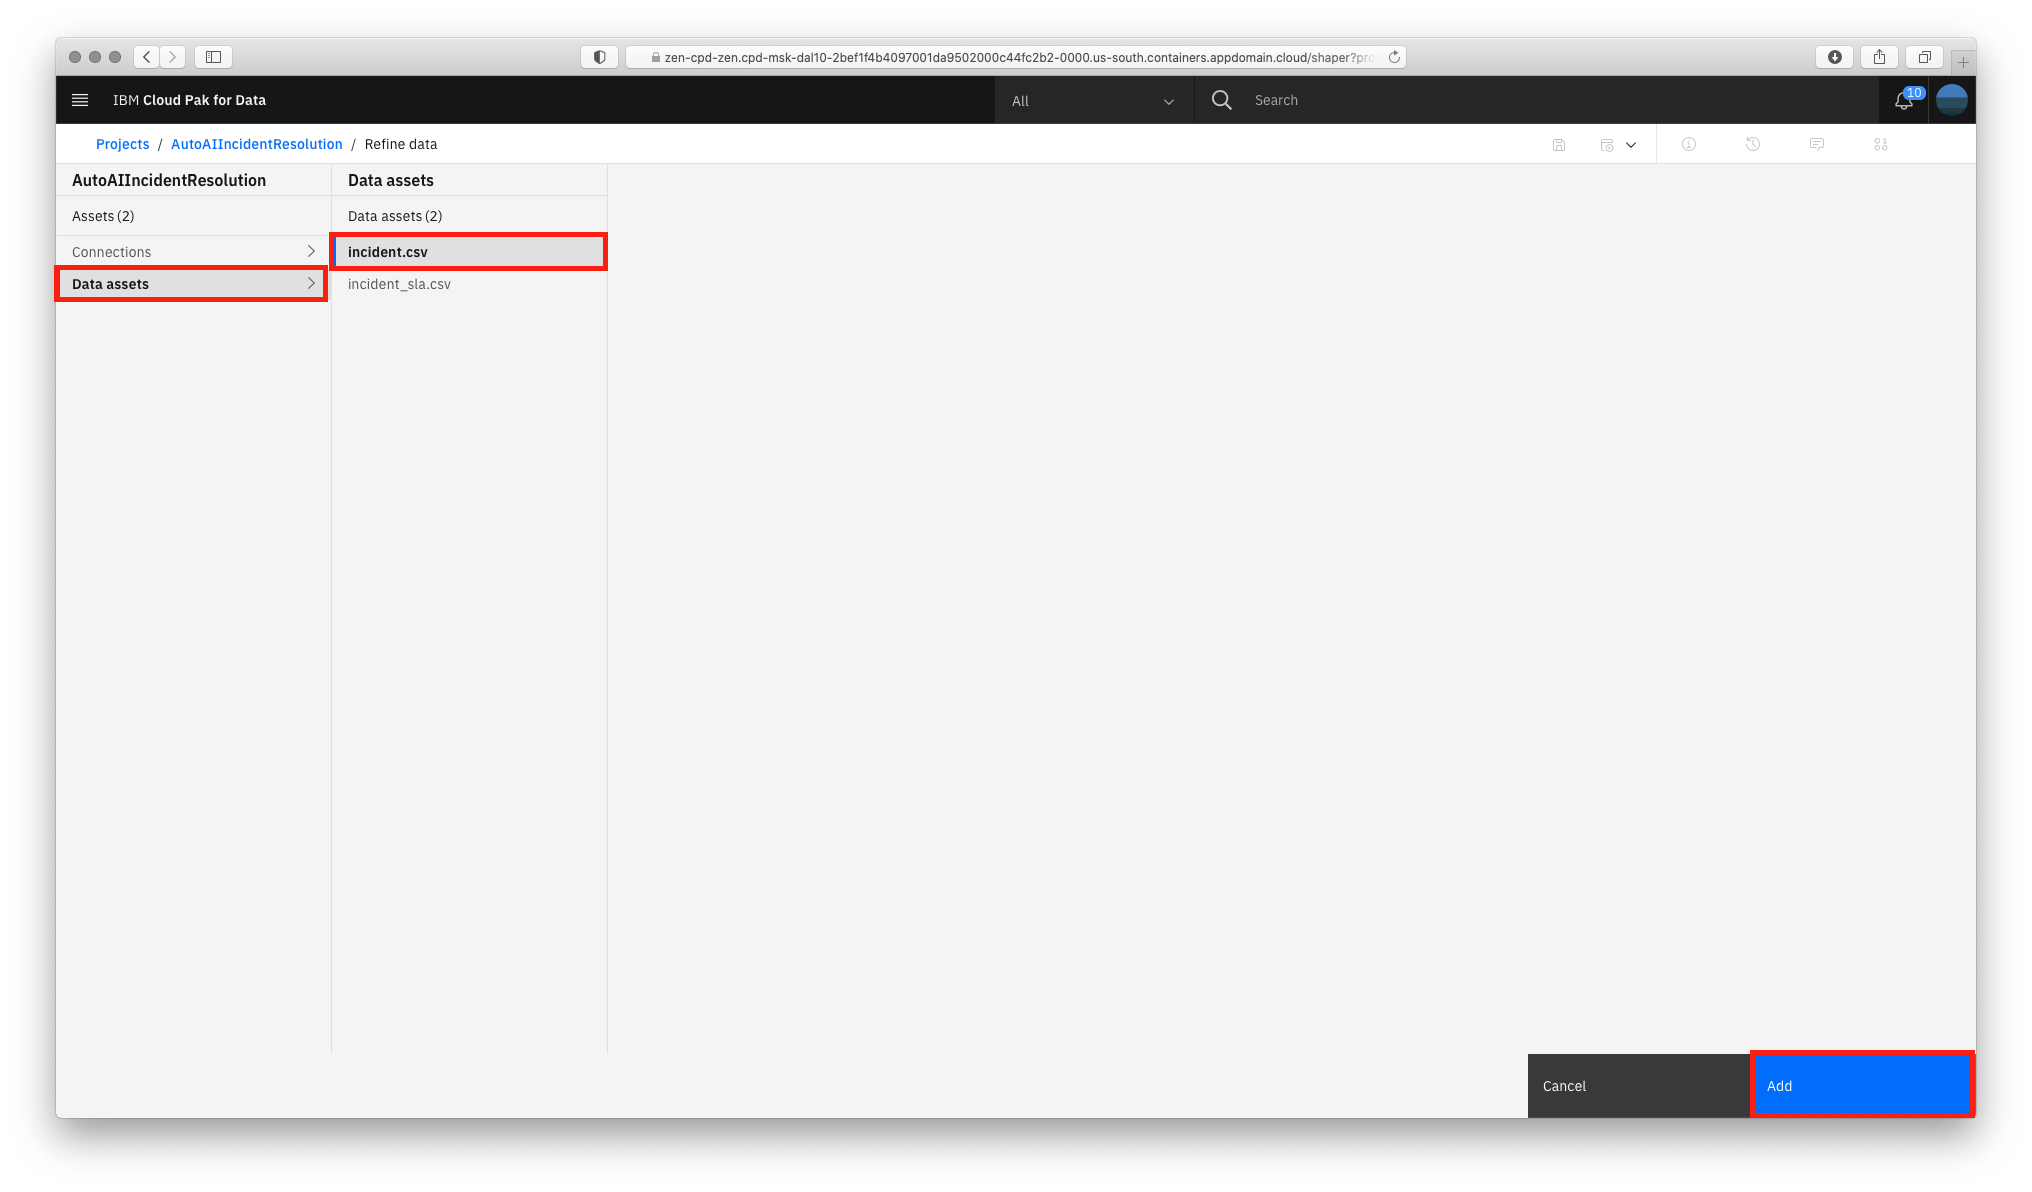 zen-cpd-zen.cpd-msk-dal10-2bef1f4b4097001da9502000c44fc2b2-0000.us-south.containers.appdomain.cloud/shaper?pro
IBM Cloud Pak for Data
All
Search
10
Projects / AutoAIIncidentResolution / Refine data
AutoAIIncidentResolution
Data assets
Assets (2)
Data assets (2)
Connections
incident.csv
Data assets
incident_sla.csv
Cancel
Add